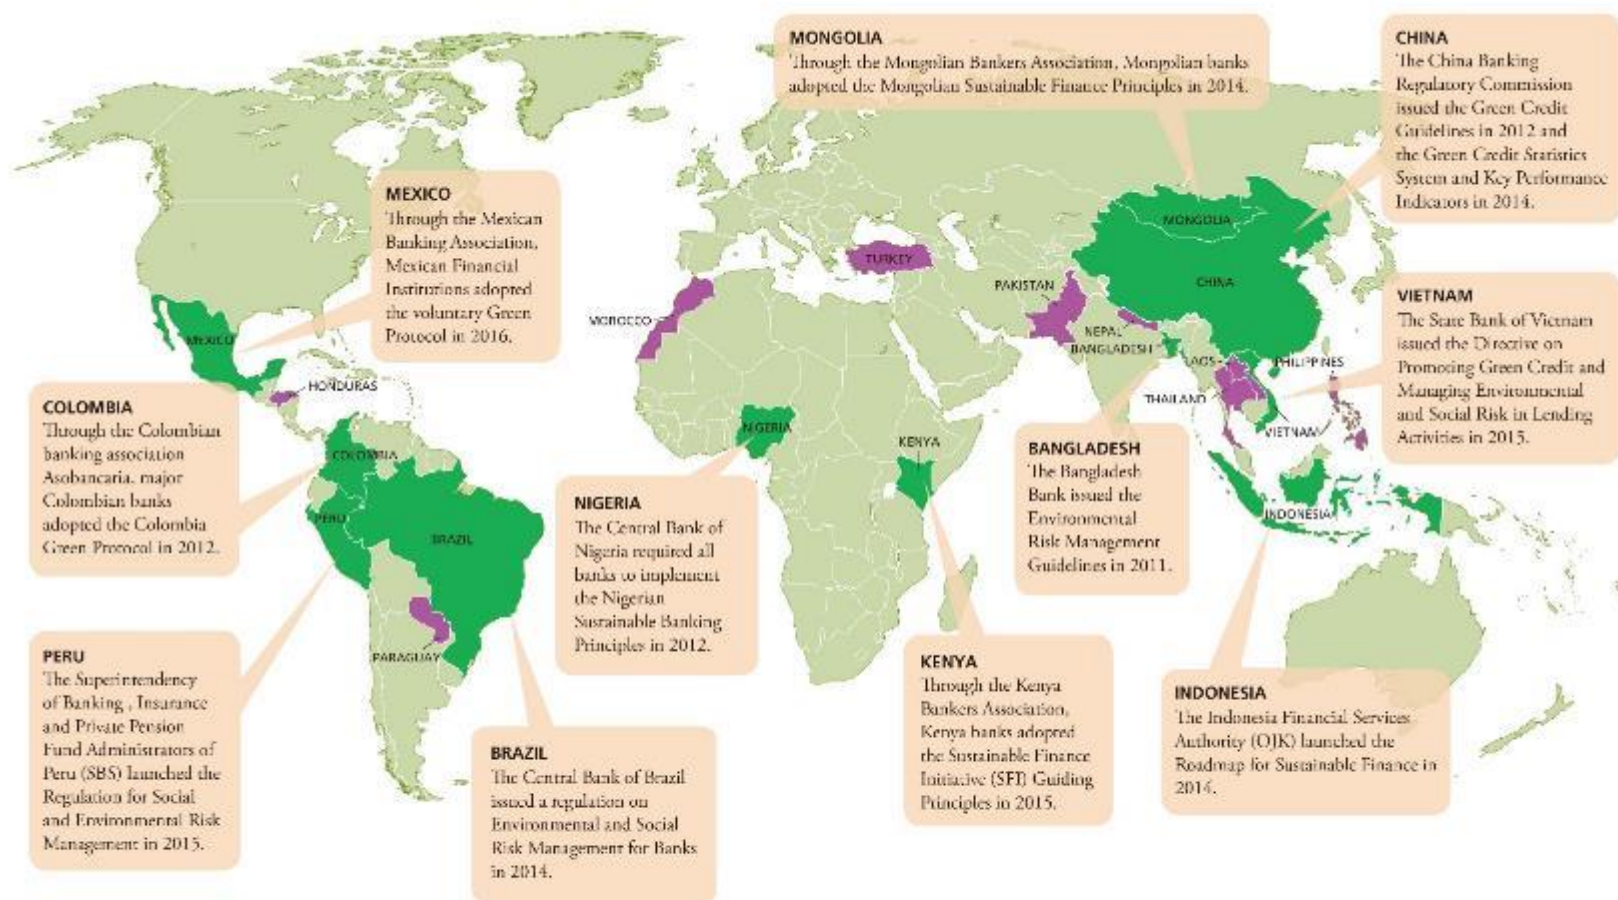 MONGOLIA
Through the Mongolian Bankers Association, Mongolian banks
adopted the Mongolian Sustainable Finance Principles in 2014.
CHINA
The China Banking
Regulatory Commission
issued the Green Credit
Guidelines in 2012 and
the Green Credit Statistics
System and Key Performance
Indicators in 2014.
MEXICO
Through the Mexican
Banking Association,
Mexican Financial
Institutions adopted
the voluntary Green
Protocol in 2016.
VIETNAM
The State Bank of Vietnam
issued the Directive on
Promoting Green Credit and
Managing Environmental
and Social Risk in Lending
Activities in 2015.
COLOMBIA
Through the Colombian
banking association
Asobancaria, major
Colombian banks
adopted the Colombia
Green Protocol in 2012.
NIGERIA
The Central Bank of
Nigeria required all
banks to implement
the Nigerian
Sustainable Banking
Principles in 2012.
BANGLADESH
The Bangladesh
Bank issued the
Environmental
Risk Management
Guidelines in 2011.
PERU
The Superintendency
of Banking , Insurance
and Private Pension
Fund Administrators of
Peru (SBS) launched the
Regulation for Social
and Environmental Risk
Management in 2015.
BRAZIL
The Central Bank of Brazil
issued a regulation on
Environmental and Social
Risk Management for Banks
in 2014.
KENYA
Through the Kenya
Bankers Association,
Kenya banks adopted
the Sustainable Finance
Initiative (SFI) Guiding
Principles in 2015.
INDONESIA
The Indonesia Financial Services
Authority (OJK) launched the
Roadmap for Sustainable Finance in
2014.
MONGOLIA
CHINA
TURKEY
PAKISTAN
MOROCCO
NEPAL
BANGLADESH
LAOS
PHILIPPINES
THAILAND
VIETNAM
MEXICO
HONDURAS
COLOMBIA
PERU
BRAZIL
PARAGUAY
NIGERIA
KENYA
INDONESIA